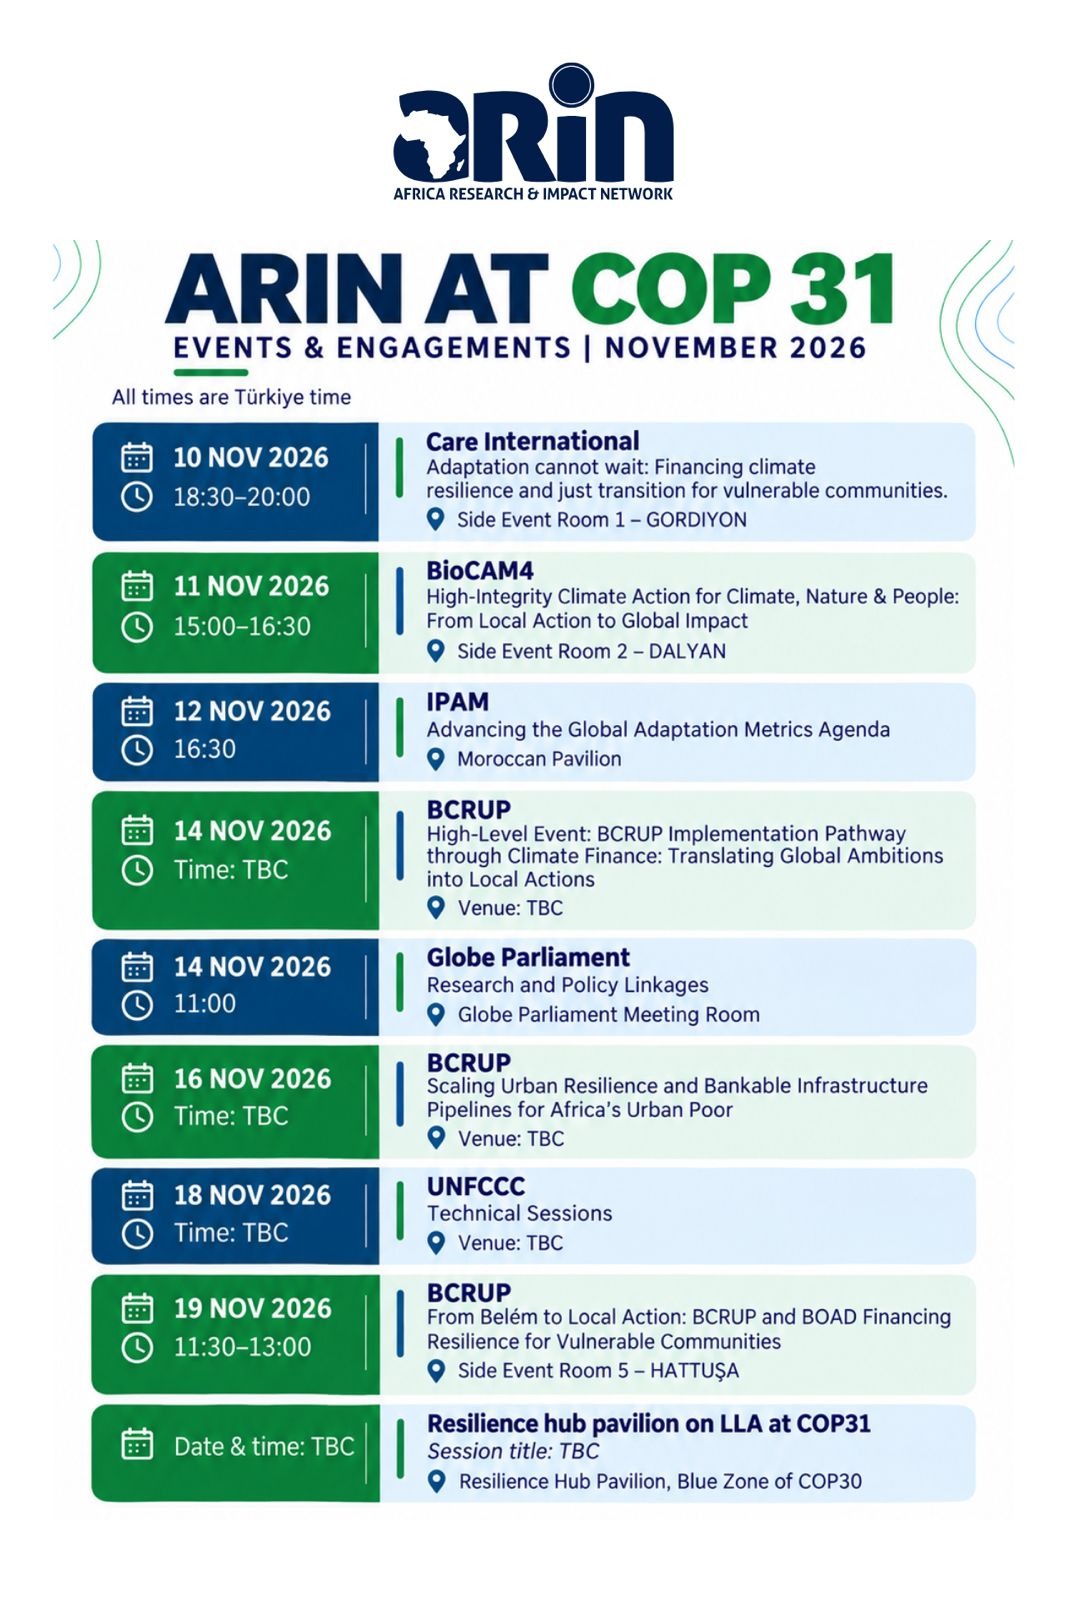 aRin
AFRICA RESEARCH & IMPACT NETWORK
ARIN AT COP 31
EVENTS & ENGAGEMENTS | NOVEMBER 2026
All times are Türkiye time
10 NOV 2026
18:30–20:00
Care International
Adaptation cannot wait: Financing climate
resilience and just transition for vulnerable communities.
Side Event Room 1 – GORDIYON
11 NOV 2026
15:00–16:30
BioCAM4
High-Integrity Climate Action for Climate, Nature & People:
From Local Action to Global Impact
Side Event Room 2 – DALYAN
12 NOV 2026
16:30
IPAM
Advancing the Global Adaptation Metrics Agenda
Moroccan Pavilion
14 NOV 2026
Time: TBC
BCRUP
High-Level Event: BCRUP Implementation Pathway
through Climate Finance: Translating Global Ambitions
into Local Actions
Venue: TBC
14 NOV 2026
11:00
Globe Parliament
Research and Policy Linkages
Globe Parliament Meeting Room
16 NOV 2026
Time: TBC
BCRUP
Scaling Urban Resilience and Bankable Infrastructure
Pipelines for Africa's Urban Poor
Venue: TBC
18 NOV 2026
Time: TBC
UNFCCC
Technical Sessions
Venue: TBC
19 NOV 2026
11:30–13:00
BCRUP
From Belém to Local Action: BCRUP and BOAD Financing
Resilience for Vulnerable Communities
Side Event Room 5 – HATTUŞA
Date & time: TBC
Resilience hub pavilion on LLA at COP31
Session title: TBC
Resilience Hub Pavilion, Blue Zone of COP30